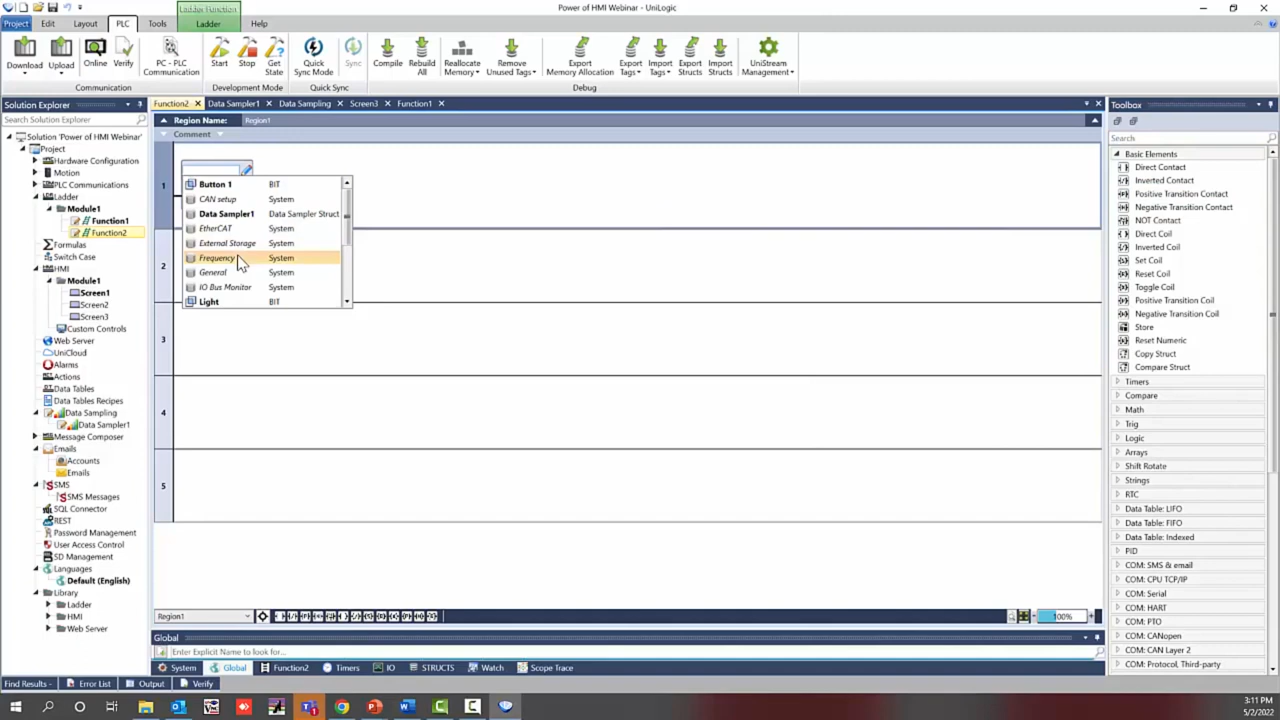 Ladder Function
Power of HMI Webinar - UniLogic
Project Edit Layout PLC Tools Ladder Help
Download Upload Online Verify PC - PLC Communication Start Stop Get State Quick Sync Mode Sync Compile Rebuild All Reallocate Memory Remove Unused Tags Export Memory Allocation Export Tags Import Tags Export Structs Import Structs UniStream Management
Communication Development Mode Quick Sync Debug
Solution Explorer
Search Solution Explorer
Solution 'Power of HMI Webinar'
Project
Hardware Configuration
Motion
PLC Communications
Ladder
Module1
Function1
Function2
Formulas
Switch Case
HMI
Module1
Screen1
Screen2
Screen3
Custom Controls
Web Server
UniCloud
Alarms
Actions
Data Tables
Data Tables Recipes
Data Sampling
Data Sampler1
Message Composer
Emails
Accounts
Emails
SMS
SMS Messages
SQL Connector
REST
Password Management
User Access Control
SD Management
Languages
Default (English)
Library
Ladder
HMI
Web Server
Function2 Data Sampler1 Data Sampling Screen3 Function1
Region Name: Region1
Comment
1
Button 1 BIT
CAN setup System
Data Sampler1 Data Sampler Struct
EtherCAT System
External Storage System
Frequency System
General System
IO Bus Monitor System
Light BIT
2
3
4
5
Region1 100%
Global
Enter Explicit Name to look for...
System Global Function2 Timers IO STRUCTS Watch Scope Trace
Toolbox
Search
Basic Elements
Direct Contact
Inverted Contact
Positive Transition Contact
Negative Transition Contact
NOT Contact
Direct Coil
Inverted Coil
Set Coil
Reset Coil
Toggle Coil
Positive Transition Coil
Negative Transition Coil
Store
Reset Numeric
Copy Struct
Compare Struct
Timers
Compare
Math
Trig
Logic
Arrays
Shift Rotate
Strings
RTC
Data Table: LIFO
Data Table: FIFO
Data Table: Indexed
PID
COM: SMS & email
COM: CPU TCP/IP
COM: Serial
COM: HART
COM: PTO
COM: CANopen
COM: CAN Layer 2
COM: Protocol, Third-party
Find Results - Error List Output Verify
3:11 PM
5/2/2022